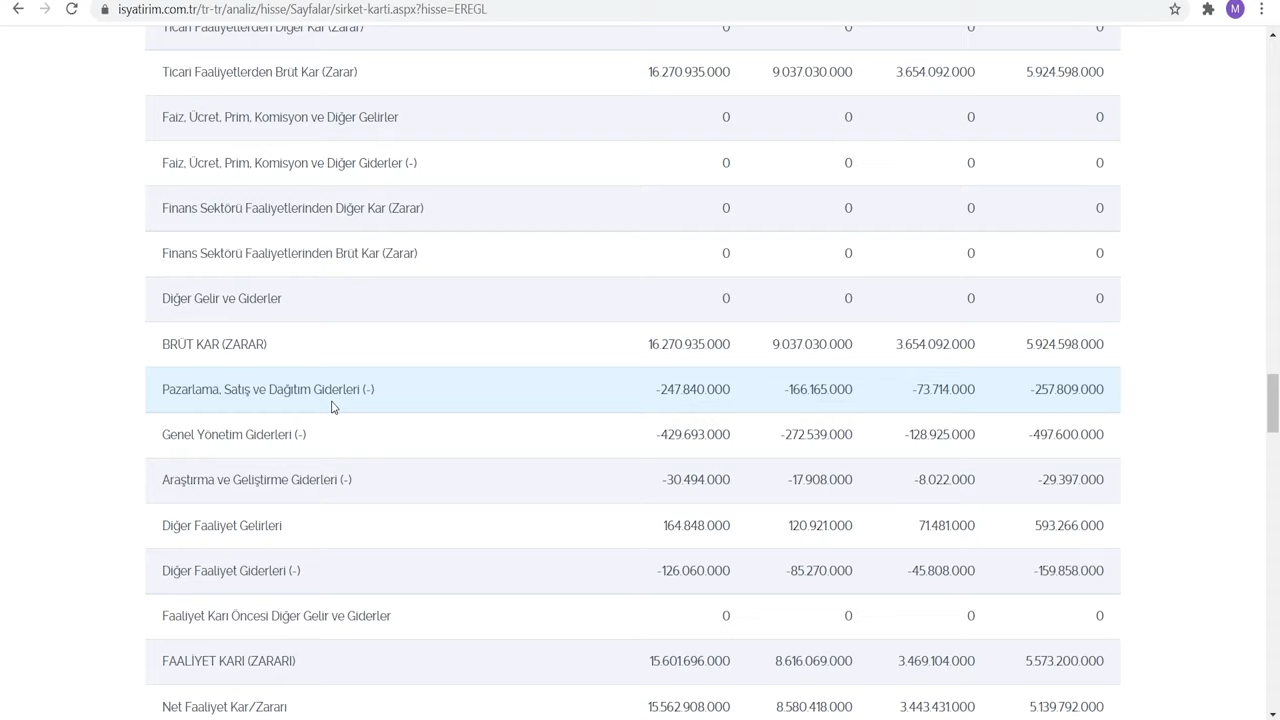 isyatirim.com.tr/tr-tr/analiz/hisse/Sayfalar/sirket-karti.aspx?hisse=EREGL
M
Ticari Faaliyetlerden Diğer Kar (Zarar) 0 0 0 0
Ticari Faaliyetlerden Brüt Kar (Zarar) 16.270.935.000 9.037.030.000 3.654.092.000 5.924.598.000
Faiz, Ücret, Prim, Komisyon ve Diğer Gelirler 0 0 0 0
Faiz, Ücret, Prim, Komisyon ve Diğer Giderler (-) 0 0 0 0
Finans Sektörü Faaliyetlerinden Diğer Kar (Zarar) 0 0 0 0
Finans Sektörü Faaliyetlerinden Brüt Kar (Zarar) 0 0 0 0
Diğer Gelir ve Giderler 0 0 0 0
BRÜT KAR (ZARAR) 16.270.935.000 9.037.030.000 3.654.092.000 5.924.598.000
Pazarlama, Satış ve Dağıtım Giderleri (-) -247.840.000 -166.165.000 -73.714.000 -257.809.000
Genel Yönetim Giderleri (-) -429.693.000 -272.539.000 -128.925.000 -497.600.000
Araştırma ve Geliştirme Giderleri (-) -30.494.000 -17.908.000 -8.022.000 -29.397.000
Diğer Faaliyet Gelirleri 164.848.000 120.921.000 71.481.000 593.266.000
Diğer Faaliyet Giderleri (-) -126.060.000 -85.270.000 -45.808.000 -159.858.000
Faaliyet Karı Öncesi Diğer Gelir ve Giderler 0 0 0 0
FAALİYET KARI (ZARARI) 15.601.696.000 8.616.069.000 3.469.104.000 5.573.200.000
Net Faaliyet Kar/Zararı 15.562.908.000 8.580.418.000 3.443.431.000 5.139.792.000